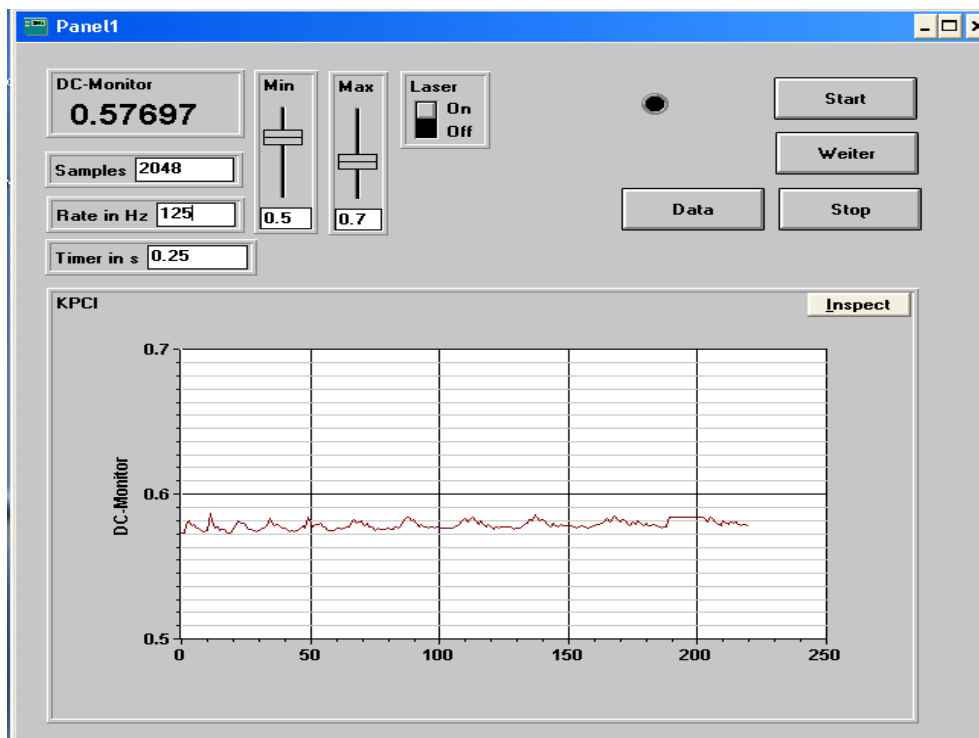 Panel1
DC-Monitor
0.57697
Min
Max
Laser
On
Off
Start
Samples 2048
Weiter
Rate in Hz 125
0.5
0.7
Data
Stop
Timer in s 0.25
KPCI
Inspect
0.7
0.6
0.5
DC-Monitor
0 50 100 150 200 250